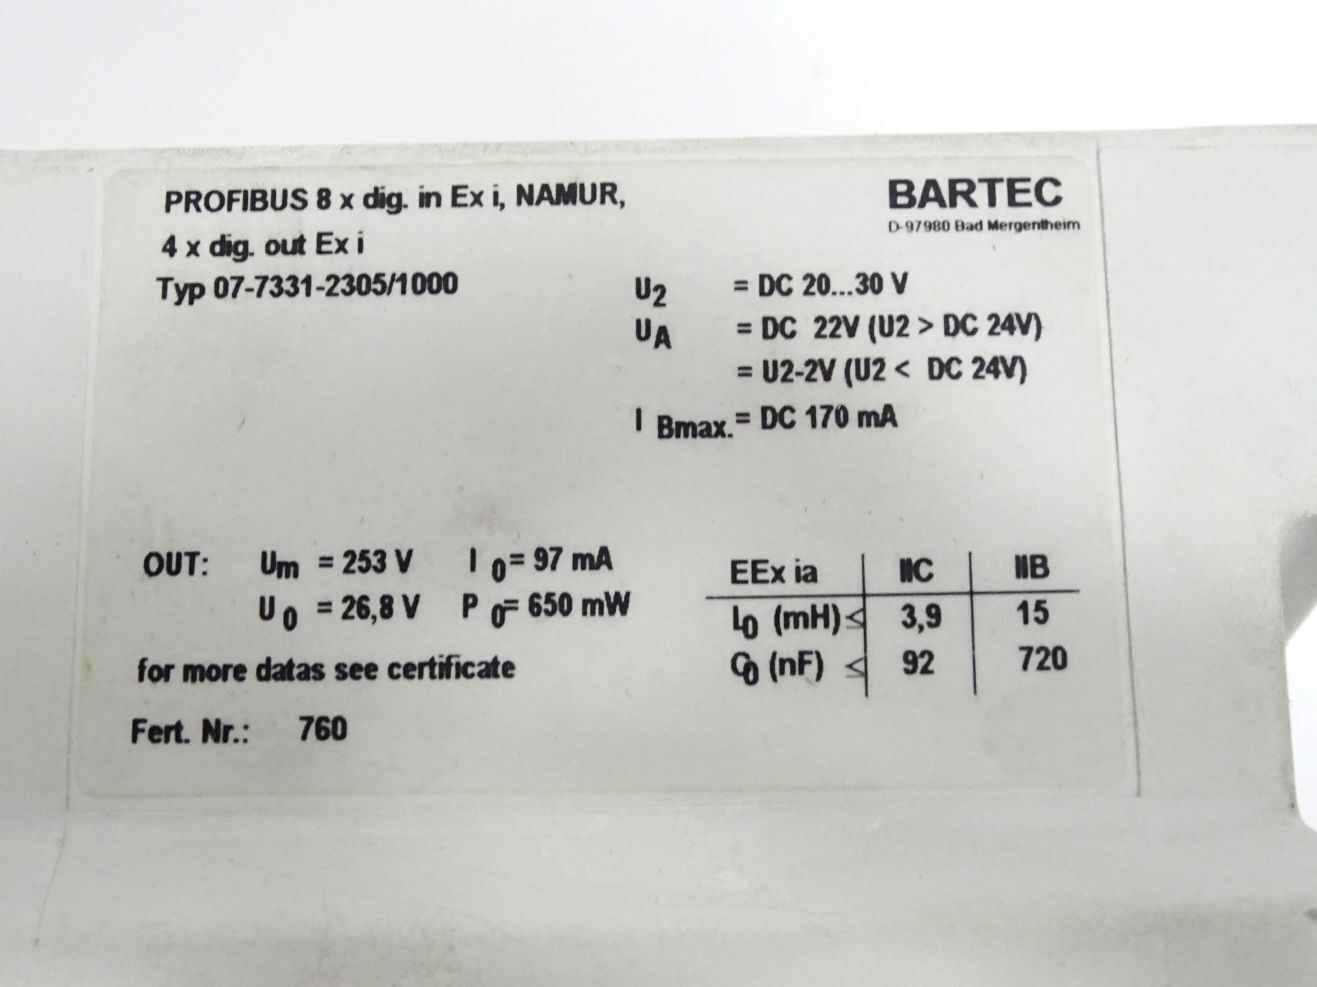 PROFIBUS 8 x dig. in Ex i, NAMUR,
4 x dig. out Ex i
Typ 07-7331-2305/1000
BARTEC
D-97980 Bad Mergentheim
U2 = DC 20...30 V
UA = DC 22V (U2 > DC 24V)
= U2-2V (U2 < DC 24V)
I Bmax. = DC 170 mA
OUT: Um = 253 V I 0 = 97 mA
U 0 = 26,8 V P 0 = 650 mW
for more datas see certificate
Fert. Nr.: 760
EEx ia IIC IIB
L0 (mH) ≤ 3,9 15
C0 (nF) ≤ 92 720